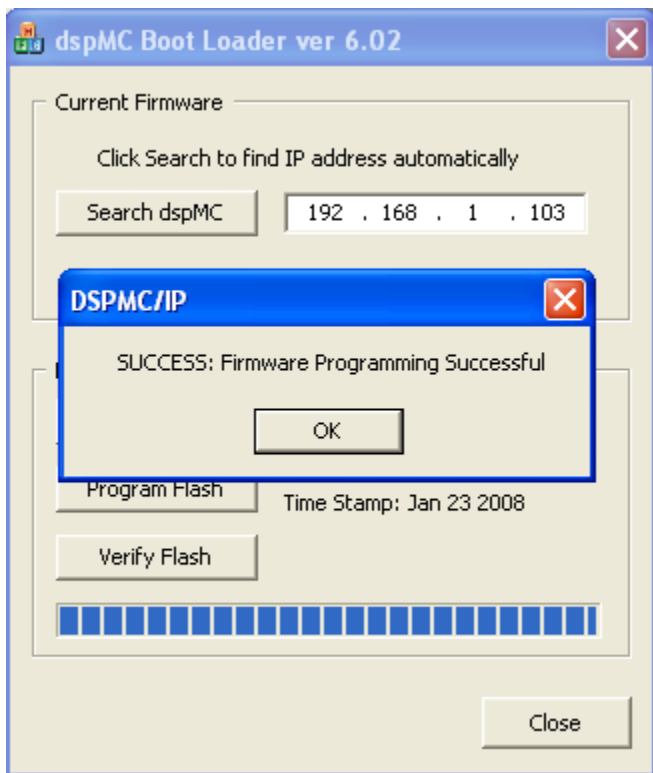 dspMC Boot Loader ver 6.02
Current Firmware
Click Search to find IP address automatically
Search dspMC
192 . 168 . 1 . 103
DSPMC/IP
SUCCESS: Firmware Programming Successful
OK
Program Flash
Time Stamp: Jan 23 2008
Verify Flash
Close